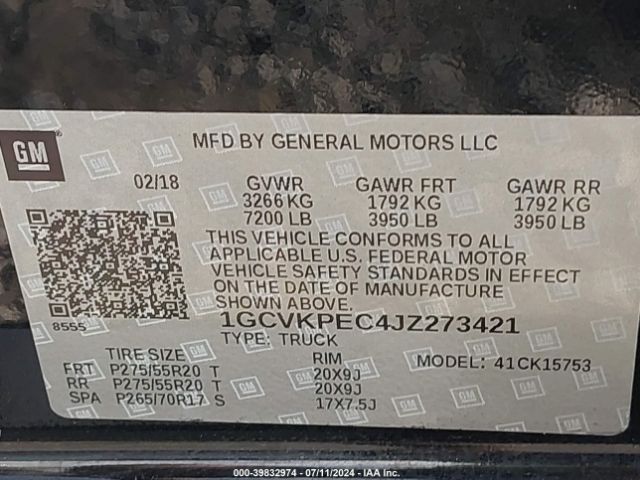 GM
MFD BY GENERAL MOTORS LLC
02/18 GVWR GAWR FRT GAWR RR
3266 KG 1792 KG 1792 KG
7200 LB 3950 LB 3950 LB
THIS VEHICLE CONFORMS TO ALL
APPLICABLE U.S. FEDERAL MOTOR
VEHICLE SAFETY STANDARDS IN EFFECT
ON THE DATE OF MANUFACTURE
SHOWN ABOVE.
8555
1GCVKPEC4JZ273421
TYPE: TRUCK
TIRE SIZE RIM MODEL: 41CK15753
FRT P275/55R20 T 20X9J
RR P275/55R20 T 20X9J
SPA P265/70R17 S 17X7.5J
000-39832974 - 07/11/2024 - IAA Inc.